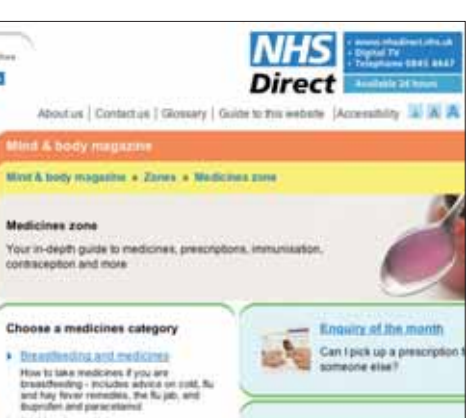 NHS
Direct
www.nhsdirect.nhs.uk
Digital TV
Telephone 0845 4647
Available 24 hours
About us | Contact us | Glossary | Guide to this website | Accessibility A A A
Mind & body magazine
Mind & body magazine » Zones » Medicines zone
Medicines zone
Your in-depth guide to medicines, prescriptions, immunisation,
contraception and more
Choose a medicines category
Breastfeeding and medicines
How to take medicines if you are
breastfeeding - includes advice on cold, flu
and hay fever remedies, the flu jab, and
ibuprofen and paracetamol
Enquiry of the month
Can I pick up a prescription f
someone else?